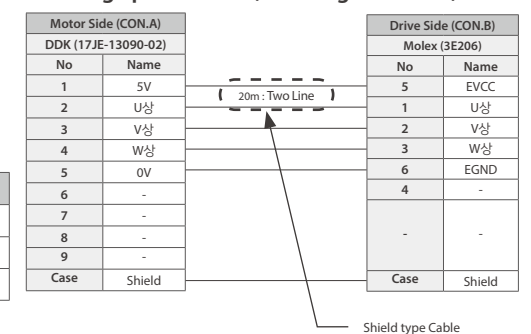 Motor Side (CON.A)
DDK (17JE-13090-02)
No Name
1 5V
2 U상
3 V상
4 W상
5 0V
6 -
7 -
8 -
9 -
Case Shield
20m : Two Line
Drive Side (CON.B)
Molex (3E206)
No Name
5 EVCC
1 U상
2 V상
3 W상
6 EGND
4 -
- -
Case Shield
Shield type Cable